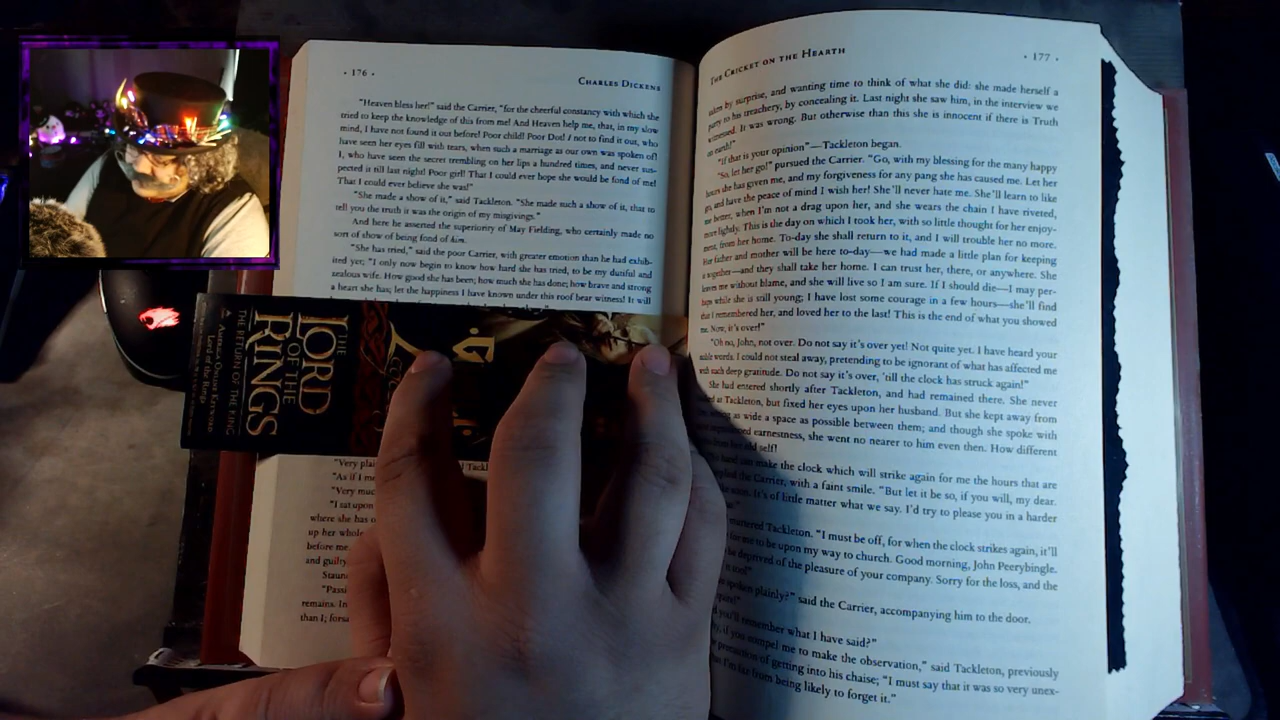 · 176 ·
CHARLES DICKENS
"Heaven bless her!" said the Carrier, "for the cheerful constancy with which she
tried to keep the knowledge of this from me! And Heaven help me, that, in my slow
mind, I have not found it out before! Poor child! Poor Dot! I not to find it out, who
have seen her eyes fill with tears, when such a marriage as our own was spoken of!
I, who have seen the secret trembling on her lips a hundred times, and never sus-
pected it till last night! Poor girl! That I could ever hope she would be fond of me!
That I could ever believe she was!"
"She made a show of it," said Tackleton. "She made such a show of it, that to
tell you the truth it was the origin of my misgivings."
And here he asserted the superiority of May Fielding, who certainly made no
sort of show of being fond of him.
"She has tried," said the poor Carrier, with greater emotion than he had exhib-
ited yet; "I only now begin to know how hard she has tried, to be my dutiful and
zealous wife. How good she has been; how much she has done; how brave and strong
a heart she has; let the happiness I have known under this roof bear witness! It will
THE
LORD
OF THE
RINGS
THE RETURN OF THE KING
AMERICA ONLINE KEYWORD
Lord of the Rings
"Very plai
Tackl
"As if I me
"Very muc
"I sat upon
where she has o
up her whole
before me.
and guilty
Staun
"Passi
remains. In
than I; forsa
THE CRICKET ON THE HEARTH
· 177 ·
taken by surprise, and wanting time to think of what she did: she made herself a
party to his treachery, by concealing it. Last night she saw him, in the interview we
witnessed. It was wrong. But otherwise than this she is innocent if there is Truth
on earth!"
"If that is your opinion"—Tackleton began.
"So, let her go!" pursued the Carrier. "Go, with my blessing for the many happy
hours she has given me, and my forgiveness for any pang she has caused me. Let her
go, and have the peace of mind I wish her! She'll never hate me. She'll learn to like
me better, when I'm not a drag upon her, and she wears the chain I have riveted,
more lightly. This is the day on which I took her, with so little thought for her enjoy-
ment, from her home. To-day she shall return to it, and I will trouble her no more.
Her father and mother will be here to-day—we had made a little plan for keeping
it together—and they shall take her home. I can trust her, there, or anywhere. She
leaves me without blame, and she will live so I am sure. If I should die—I may per-
haps while she is still young; I have lost some courage in a few hours—she'll find
that I remembered her, and loved her to the last! This is the end of what you showed
me. Now, it's over!"
"Oh no, John, not over. Do not say it's over yet! Not quite yet. I have heard your
noble words. I could not steal away, pretending to be ignorant of what has affected me
with such deep gratitude. Do not say it's over, 'till the clock has struck again!"
She had entered shortly after Tackleton, and had remained there. She never
looked at Tackleton, but fixed her eyes upon her husband. But she kept away from
as wide a space as possible between them; and though she spoke with
earnestness, she went no nearer to him even then. How different
old self!
make the clock which will strike again for me the hours that are
the Carrier, with a faint smile. "But let it be so, if you will, my dear.
soon. It's of little matter what we say. I'd try to please you in a harder
muttered Tackleton. "I must be off, for when the clock strikes again, it'll
for me to be upon my way to church. Good morning, John Peerybingle.
be deprived of the pleasure of your company. Sorry for the loss, and the
spoken plainly?" said the Carrier, accompanying him to the door.
you'll remember what I have said?"
if you compel me to make the observation," said Tackleton, previously
precaution of getting into his chaise; "I must say that it was so very unex-
I'm far from being likely to forget it."